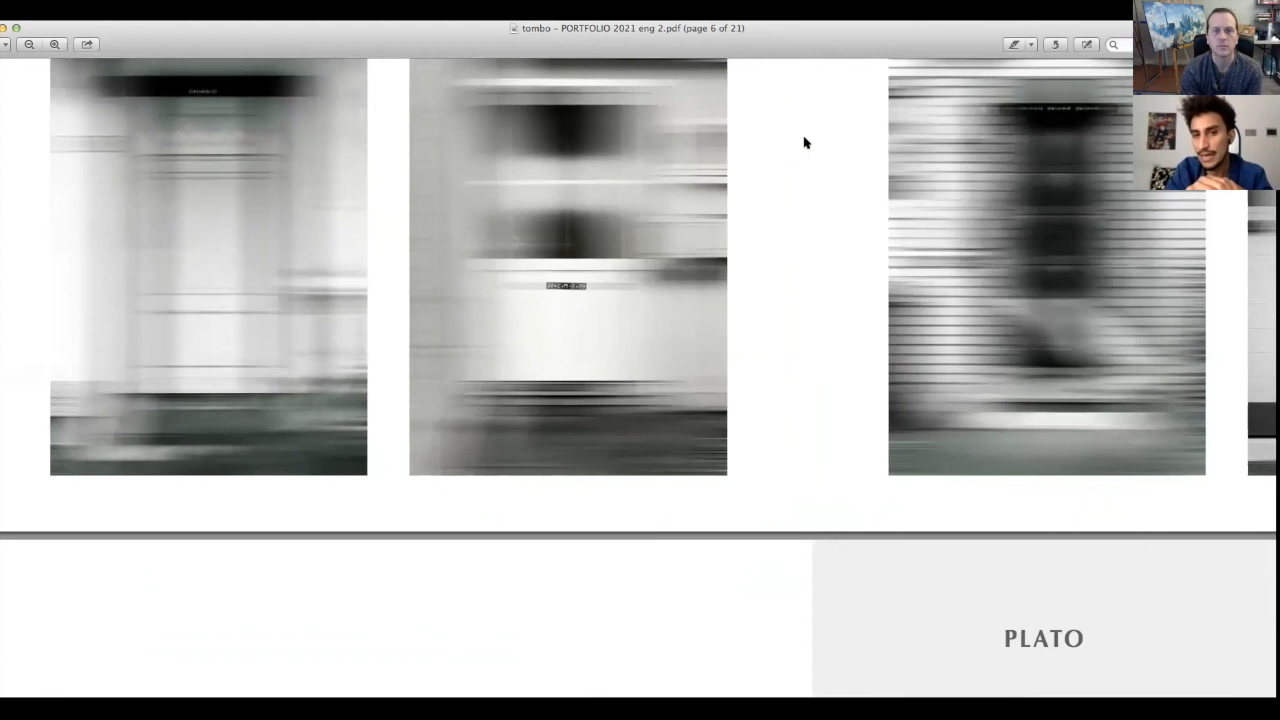 tombo – PORTFOLIO 2021 eng 2.pdf (page 6 of 21)
PLATO